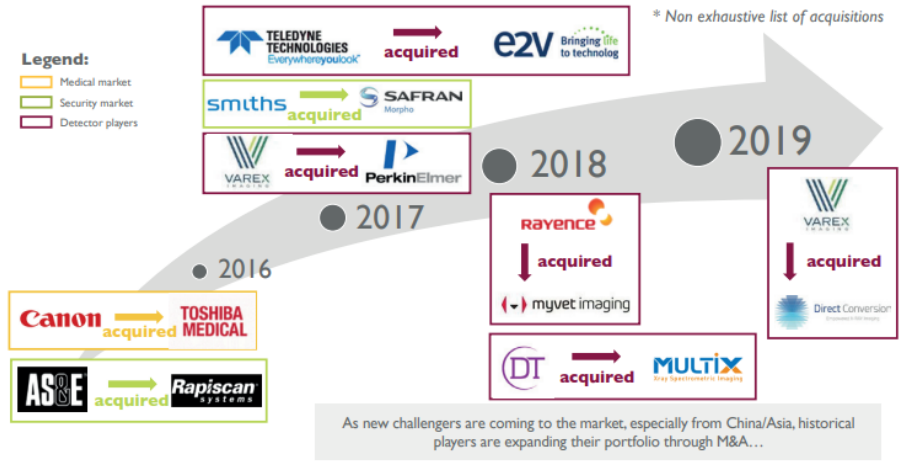 * Non exhaustive list of acquisitions
Legend:
Medical market
Security market
Detector players
TELEDYNE
TECHNOLOGIES
Everywhereyoulook
acquired
e2v
Bringing life
to technolog
smiths
acquired
SAFRAN
Morpho
VAREX
IMAGING
acquired
PerkinElmer
2016
2017
2018
2019
Canon
acquired
TOSHIBA
MEDICAL
AS&E
acquired
Rapiscan
systems
RAYENCE
acquired
myvet imaging
DT
acquired
MULTIX
X-ray Spectrometric Imaging
VAREX
IMAGING
acquired
Direct Conversion
As new challengers are coming to the market, especially from China/Asia, historical
players are expanding their portfolio through M&A…